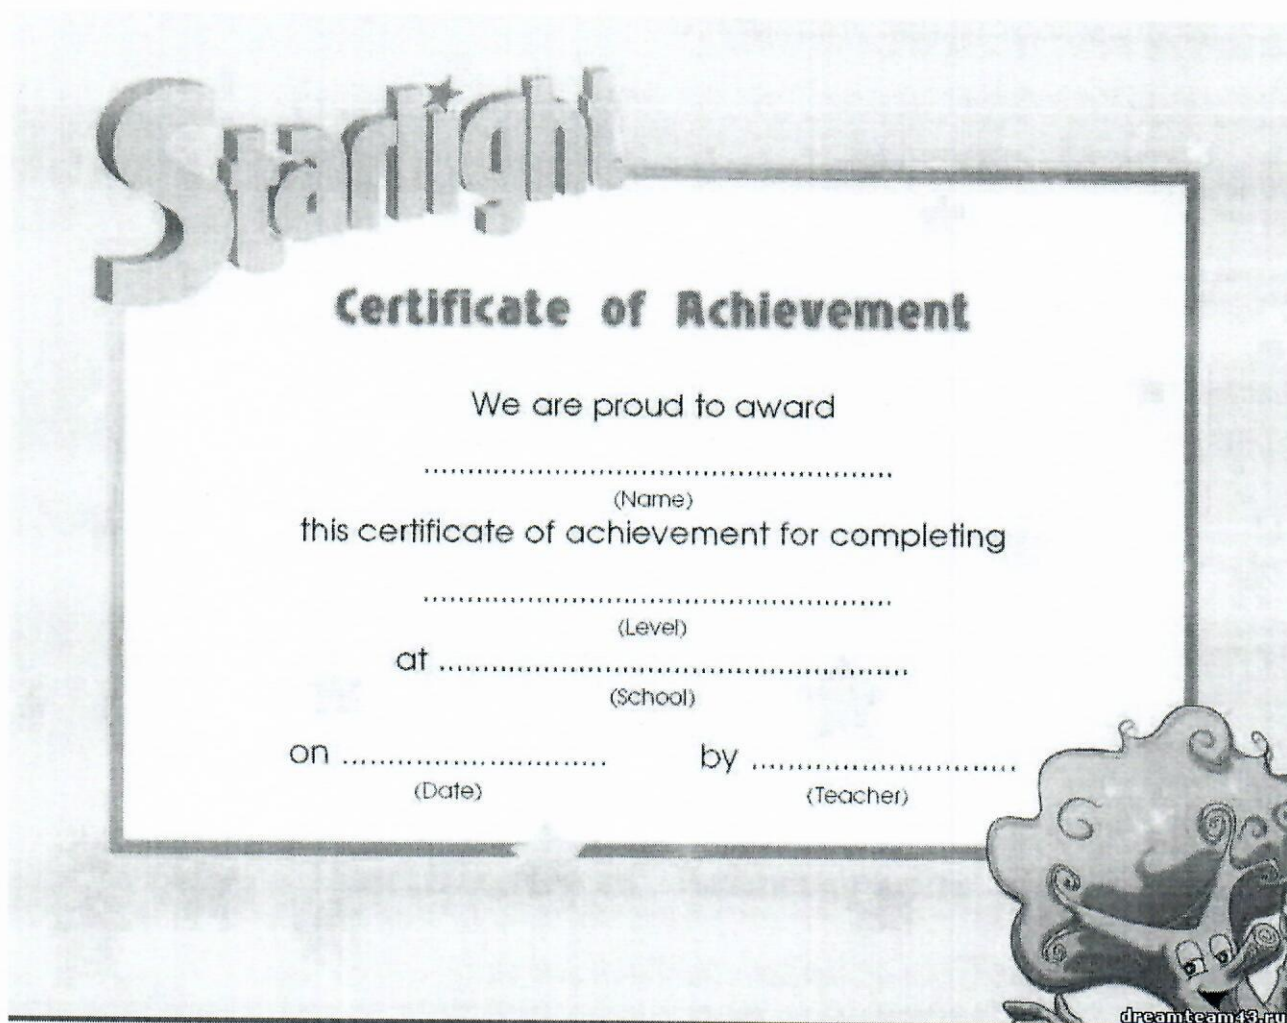 Starlight
Certificate of Achievement
We are proud to award
................................................
(Name)
this certificate of achievement for completing
................................................
(Level)
at ................................................
(School)
on ........................... by ...........................
(Date) (Teacher)
dreamteam43.ru